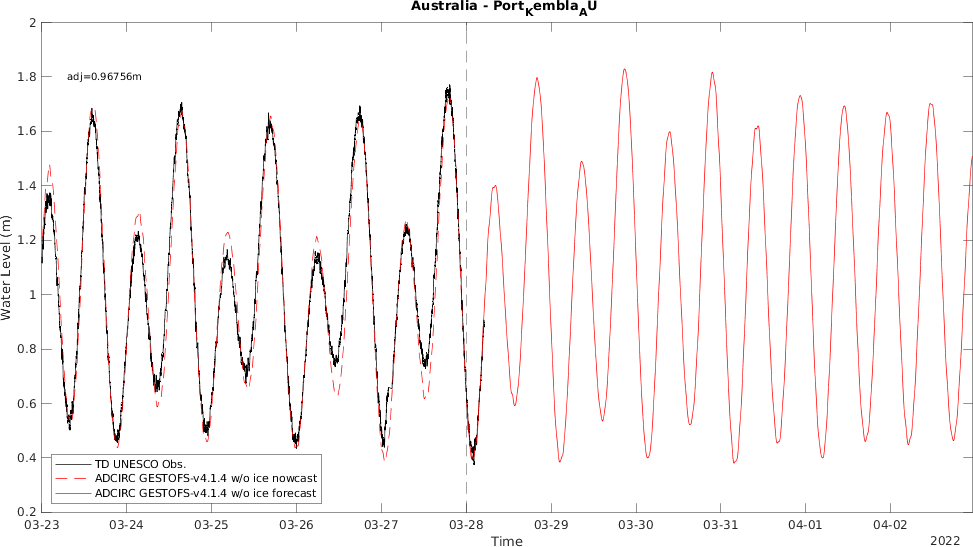 Australia - PortKemblaAU
2
1.8
adj=0.96756m
1.6
1.4
1.2
1
0.8
0.6
0.4
0.2
Water Level (m)
TD UNESCO Obs.
ADCIRC GESTOFS-v4.1.4 w/o ice nowcast
ADCIRC GESTOFS-v4.1.4 w/o ice forecast
03-23 03-24 03-25 03-26 03-27 03-28 03-29 03-30 03-31 04-01 04-02
Time
2022